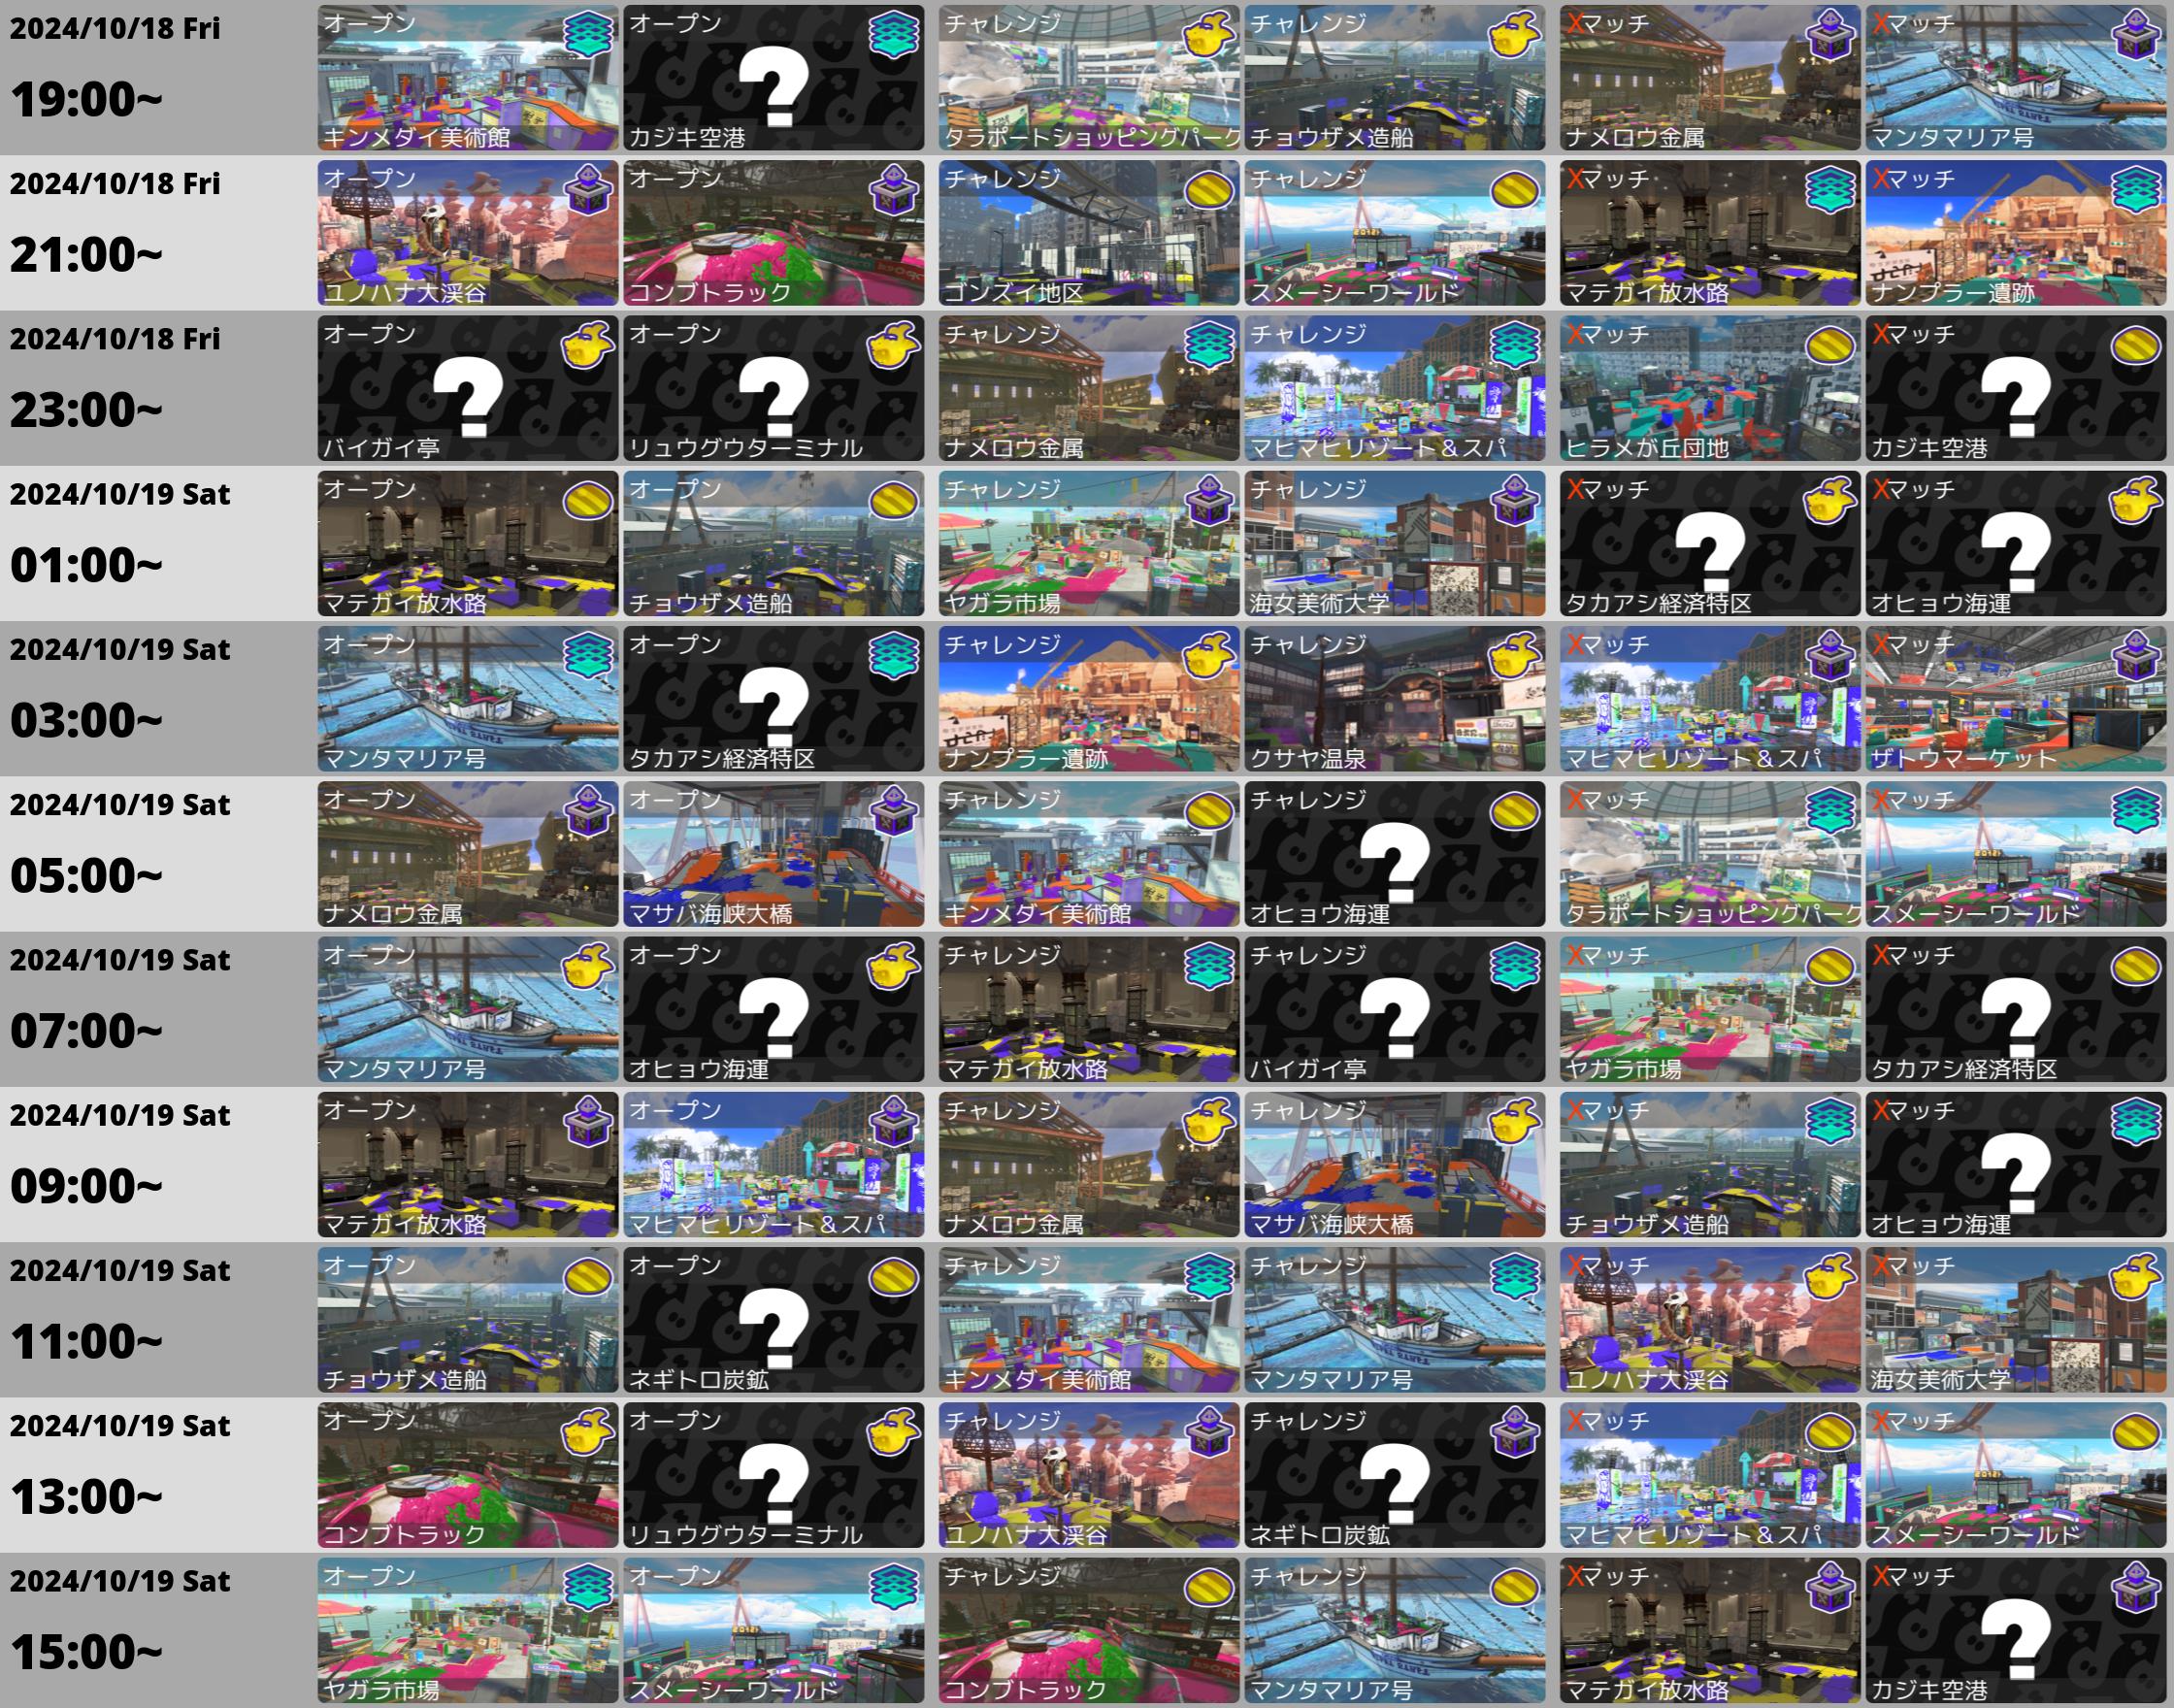 2024/10/18 Fri
19:00~
オープン
キンメダイ美術館
オープン
カジキ空港
チャレンジ
タラポートショッピングパーク
チャレンジ
チョウザメ造船
Xマッチ
ナメロウ金属
Xマッチ
マンタマリア号
2024/10/18 Fri
21:00~
オープン
ユノハナ大渓谷
オープン
コンブトラック
チャレンジ
ゴンズイ地区
チャレンジ
スメーシーワールド
Xマッチ
マテガイ放水路
Xマッチ
ナンプラー遺跡
2024/10/18 Fri
23:00~
オープン
バイガイ亭
オープン
リュウグウターミナル
チャレンジ
ナメロウ金属
チャレンジ
マヒマヒリゾート＆スパ
Xマッチ
ヒラメが丘団地
Xマッチ
カジキ空港
2024/10/19 Sat
01:00~
オープン
マテガイ放水路
オープン
チョウザメ造船
チャレンジ
ヤガラ市場
チャレンジ
海女美術大学
Xマッチ
タカアシ経済特区
Xマッチ
オヒョウ海運
2024/10/19 Sat
03:00~
オープン
マンタマリア号
オープン
タカアシ経済特区
チャレンジ
ナンプラー遺跡
チャレンジ
クサヤ温泉
Xマッチ
マヒマヒリゾート＆スパ
Xマッチ
ザトウマーケット
2024/10/19 Sat
05:00~
オープン
ナメロウ金属
オープン
マサバ海峡大橋
チャレンジ
キンメダイ美術館
チャレンジ
オヒョウ海運
Xマッチ
タラポートショッピングパーク
Xマッチ
スメーシーワールド
2024/10/19 Sat
07:00~
オープン
マンタマリア号
オープン
オヒョウ海運
チャレンジ
マテガイ放水路
チャレンジ
バイガイ亭
Xマッチ
ヤガラ市場
Xマッチ
タカアシ経済特区
2024/10/19 Sat
09:00~
オープン
マテガイ放水路
オープン
マヒマヒリゾート＆スパ
チャレンジ
ナメロウ金属
チャレンジ
マサバ海峡大橋
Xマッチ
チョウザメ造船
Xマッチ
オヒョウ海運
2024/10/19 Sat
11:00~
オープン
チョウザメ造船
オープン
ネギトロ炭鉱
チャレンジ
キンメダイ美術館
チャレンジ
マンタマリア号
Xマッチ
ユノハナ大渓谷
Xマッチ
海女美術大学
2024/10/19 Sat
13:00~
オープン
コンブトラック
オープン
リュウグウターミナル
チャレンジ
ユノハナ大渓谷
チャレンジ
ネギトロ炭鉱
Xマッチ
マヒマヒリゾート＆スパ
Xマッチ
スメーシーワールド
2024/10/19 Sat
15:00~
オープン
ヤガラ市場
オープン
スメーシーワールド
チャレンジ
コンブトラック
チャレンジ
マンタマリア号
Xマッチ
マテガイ放水路
Xマッチ
カジキ空港